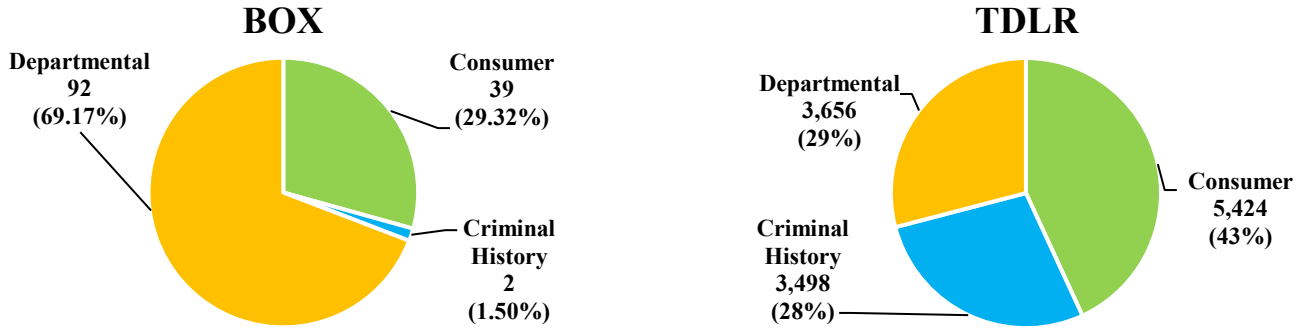 BOX
Departmental
92
(69.17%)
Consumer
39
(29.32%)
Criminal
History
2
(1.50%)
TDLR
Departmental
3,656
(29%)
Consumer
5,424
(43%)
Criminal
History
3,498
(28%)